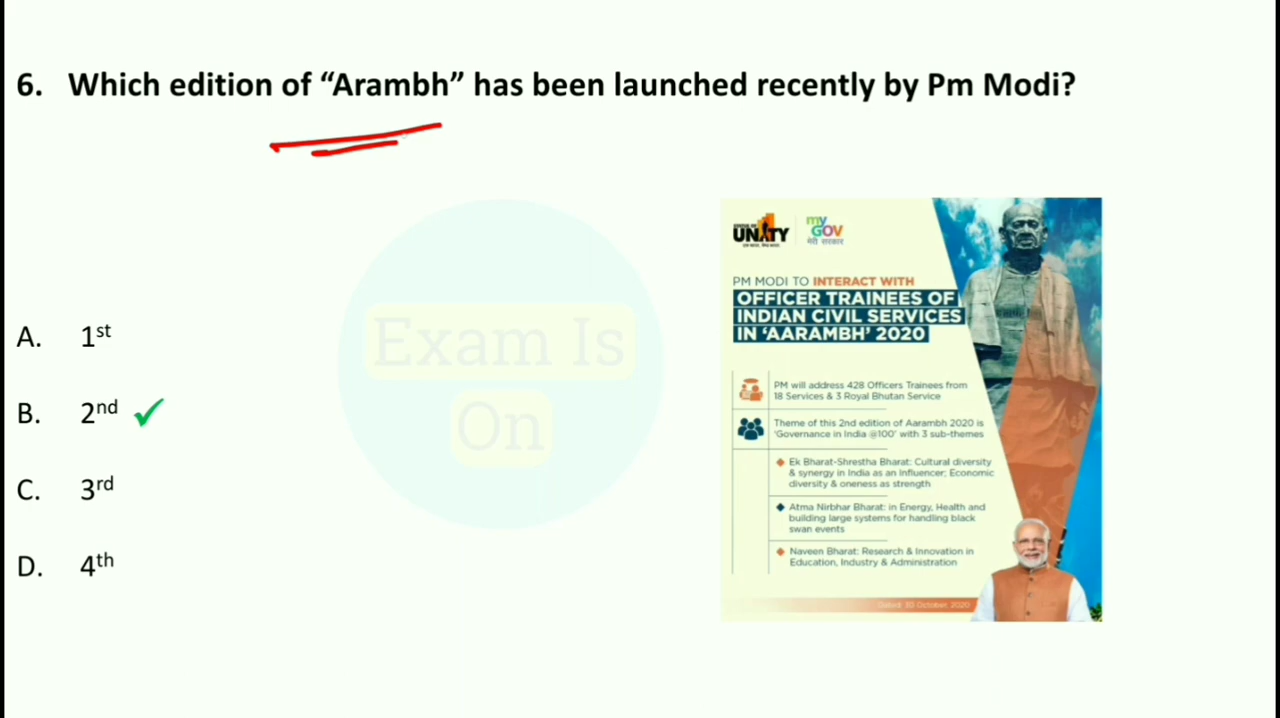 6. Which edition of “Arambh” has been launched recently by Pm Modi?
A. 1st
B. 2nd
C. 3rd
D. 4th
Exam Is
On
UNITY
my
GOV
मेरी सरकार
PM MODI TO INTERACT WITH
OFFICER TRAINEES OF
INDIAN CIVIL SERVICES
IN ‘AARAMBH’ 2020
PM will address 428 Officers Trainees from
18 Services & 3 Royal Bhutan Service
Theme of this 2nd edition of Aarambh 2020 is
‘Governance in India @100’ with 3 sub-themes
Ek Bharat-Shrestha Bharat: Cultural diversity
& synergy in India as an Influencer; Economic
diversity & oneness as strength
Atma Nirbhar Bharat: in Energy, Health and
building large systems for handling black
swan events
Naveen Bharat: Research & Innovation in
Education, Industry & Administration
Dated: 30 October, 2020